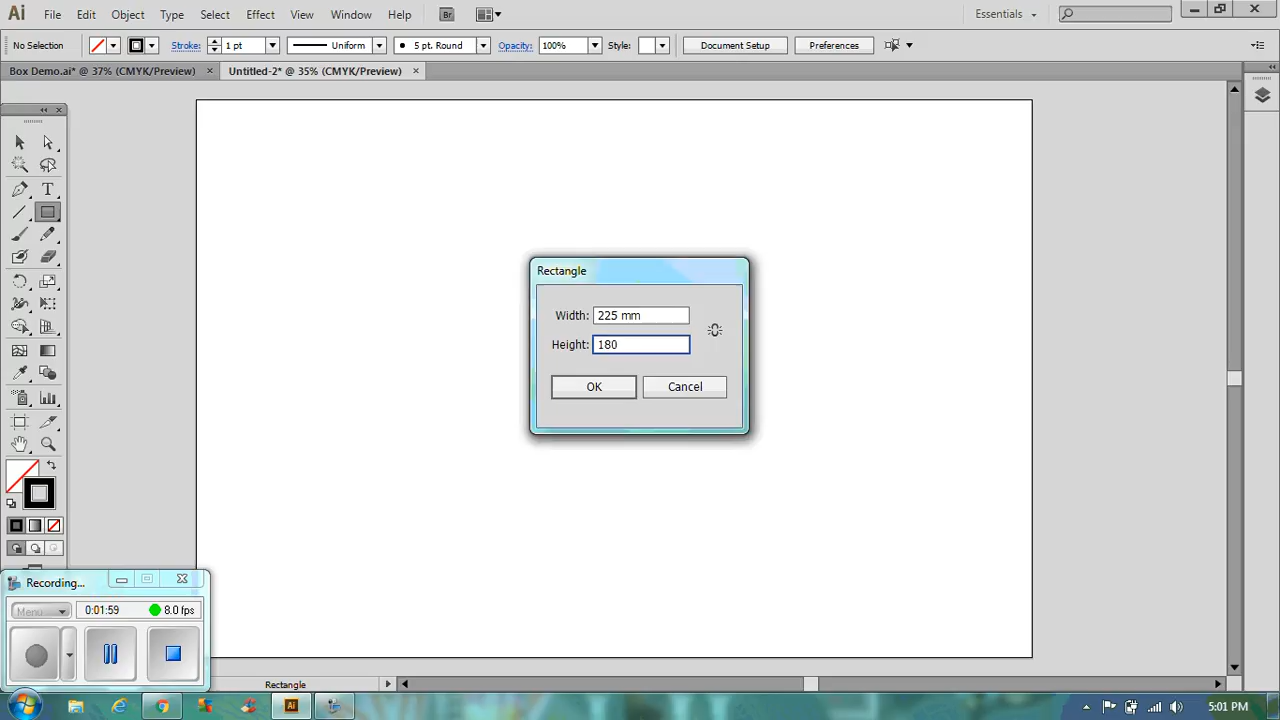 Ai File Edit Object Type Select Effect View Window Help Br Essentials
No Selection Stroke: 1 pt Uniform 5 pt. Round Opacity: 100% Style: Document Setup Preferences
Box Demo.ai* @ 37% (CMYK/Preview) Untitled-2* @ 35% (CMYK/Preview)
Rectangle
Width: 225 mm
Height: 180
OK Cancel
Recording...
Menu 0:01:59 8.0 fps
Rectangle
Ai 5:01 PM